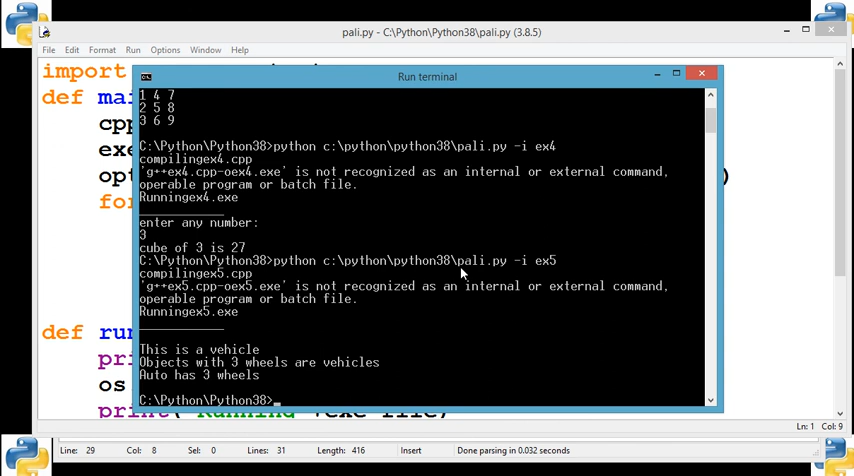 pali.py - C:\Python\Python38\pali.py (3.8.5)
File Edit Format Run Options Window Help
import
def mai
cpp
exe
opt )
for
Run terminal
1 4 7
2 5 8
3 6 9
C:\Python\Python38>python c:\python\python38\pali.py -i ex4
compilingex4.cpp
'g++ex4.cpp-oex4.exe' is not recognized as an internal or external command,
operable program or batch file.
Runningex4.exe
enter any number:
3
cube of 3 is 27
C:\Python\Python38>python c:\python\python38\pali.py -i ex5
compilingex5.cpp
'g++ex5.cpp-oex5.exe' is not recognized as an internal or external command,
operable program or batch file.
Runningex5.exe
This is a vehicle
Objects with 3 wheels are vehicles
Auto has 3 wheels
C:\Python\Python38>_
def run
pri
os
print("Running "+exe_file)
Ln: 1 Col: 9
Line: 29 Col: 8 Sel: 0 Lines: 31 Length: 416 Insert Done parsing in 0.032 seconds